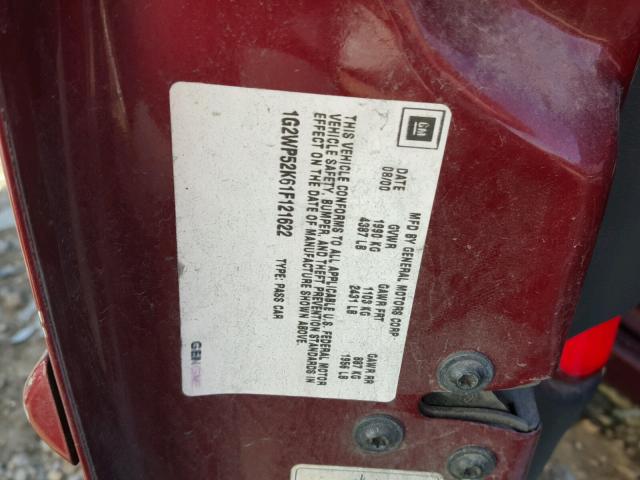 GM
MFD BY GENERAL MOTORS CORP
DATE GVWR GAWR FRT GAWR RR
08/00 1990 KG 1103 KG 887 KG
4387 LB 2431 LB 1956 LB
THIS VEHICLE CONFORMS TO ALL APPLICABLE U.S. FEDERAL MOTOR
VEHICLE SAFETY, BUMPER, AND THEFT PREVENTION STANDARDS IN
EFFECT ON THE DATE OF MANUFACTURE SHOWN ABOVE.
1G2WP52K61F121622 TYPE: PASS CAR
GEN